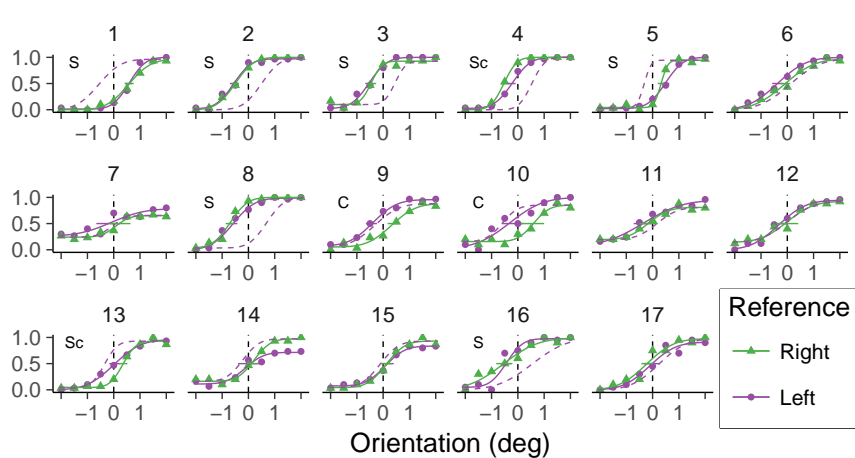 1 2 3 4 5 6
S S S Sc S
1.0
0.5
0.0
−1 0 1 −1 0 1 −1 0 1 −1 0 1 −1 0 1 −1 0 1
7 8 9 10 11 12
S C C
1.0
0.5
0.0
−1 0 1 −1 0 1 −1 0 1 −1 0 1 −1 0 1 −1 0 1
13 14 15 16 17
Sc S
1.0
0.5
0.0
−1 0 1 −1 0 1 −1 0 1 −1 0 1 −1 0 1
Orientation (deg)
Reference
Right
Left